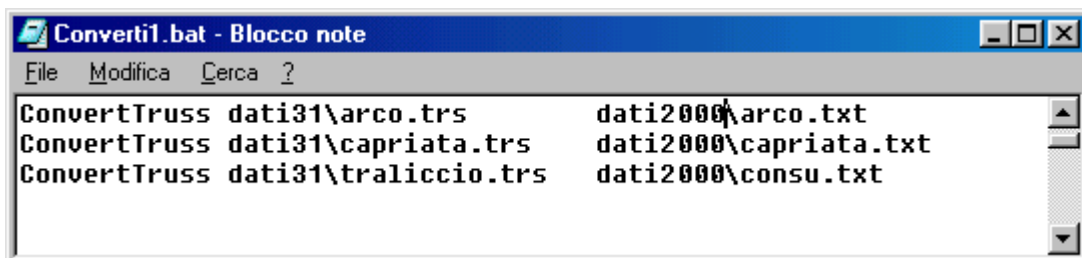 Converti1.bat - Blocco note
File Modifica Cerca ?
ConvertTruss dati31\arco.trs dati2000\arco.txt
ConvertTruss dati31\capriata.trs dati2000\capriata.txt
ConvertTruss dati31\traliccio.trs dati2000\consu.txt